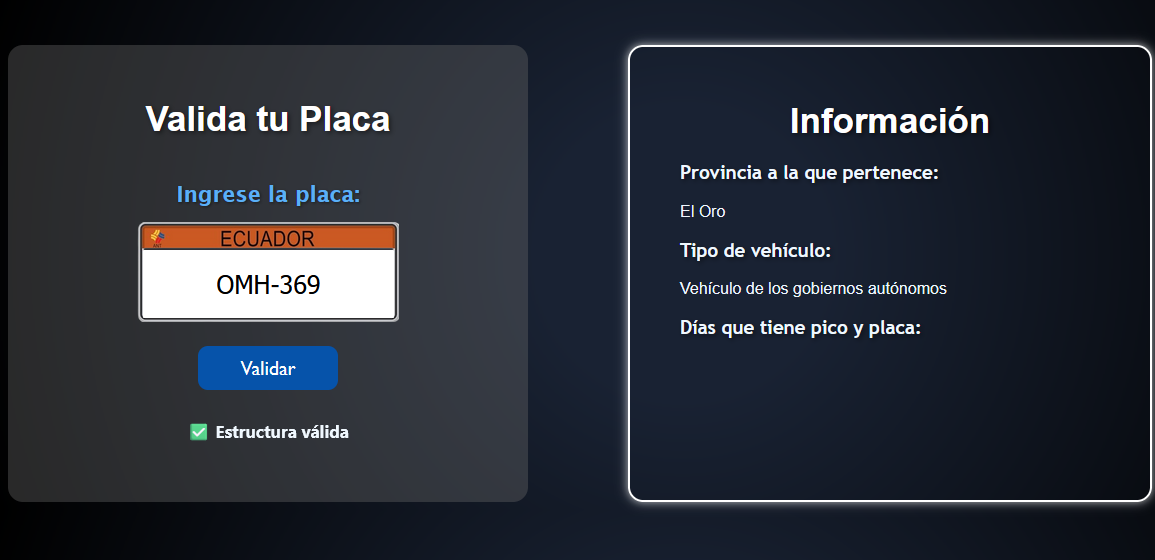 Valida tu Placa
Ingrese la placa:
ANT
ECUADOR
OMH-369
Validar
✅ Estructura válida
Información
Provincia a la que pertenece:
El Oro
Tipo de vehículo:
Vehículo de los gobiernos autónomos
Días que tiene pico y placa: